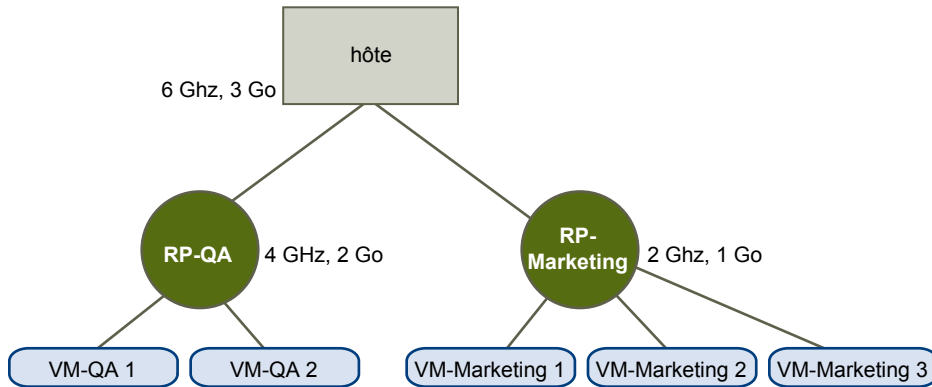 hôte
6 Ghz, 3 Go
RP-QA
4 GHz, 2 Go
RP-
Marketing
2 Ghz, 1 Go
VM-QA 1
VM-QA 2
VM-Marketing 1
VM-Marketing 2
VM-Marketing 3